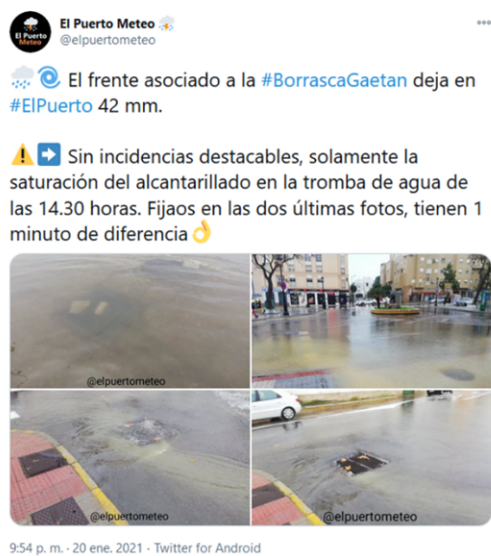 El Puerto Meteo ⛈️
@elpuertometeo
El Puerto
Meteo
🌧️🌀 El frente asociado a la #BorrascaGaetan deja en
#ElPuerto 42 mm.
⚠️➡️ Sin incidencias destacables, solamente la
saturación del alcantarillado en la tromba de agua de
las 14.30 horas. Fijaos en las dos últimas fotos, tienen 1
minuto de diferencia👌
@elpuertometeo
@elpuertometeo
@elpuertometeo
9:54 p. m. · 20 ene. 2021 · Twitter for Android